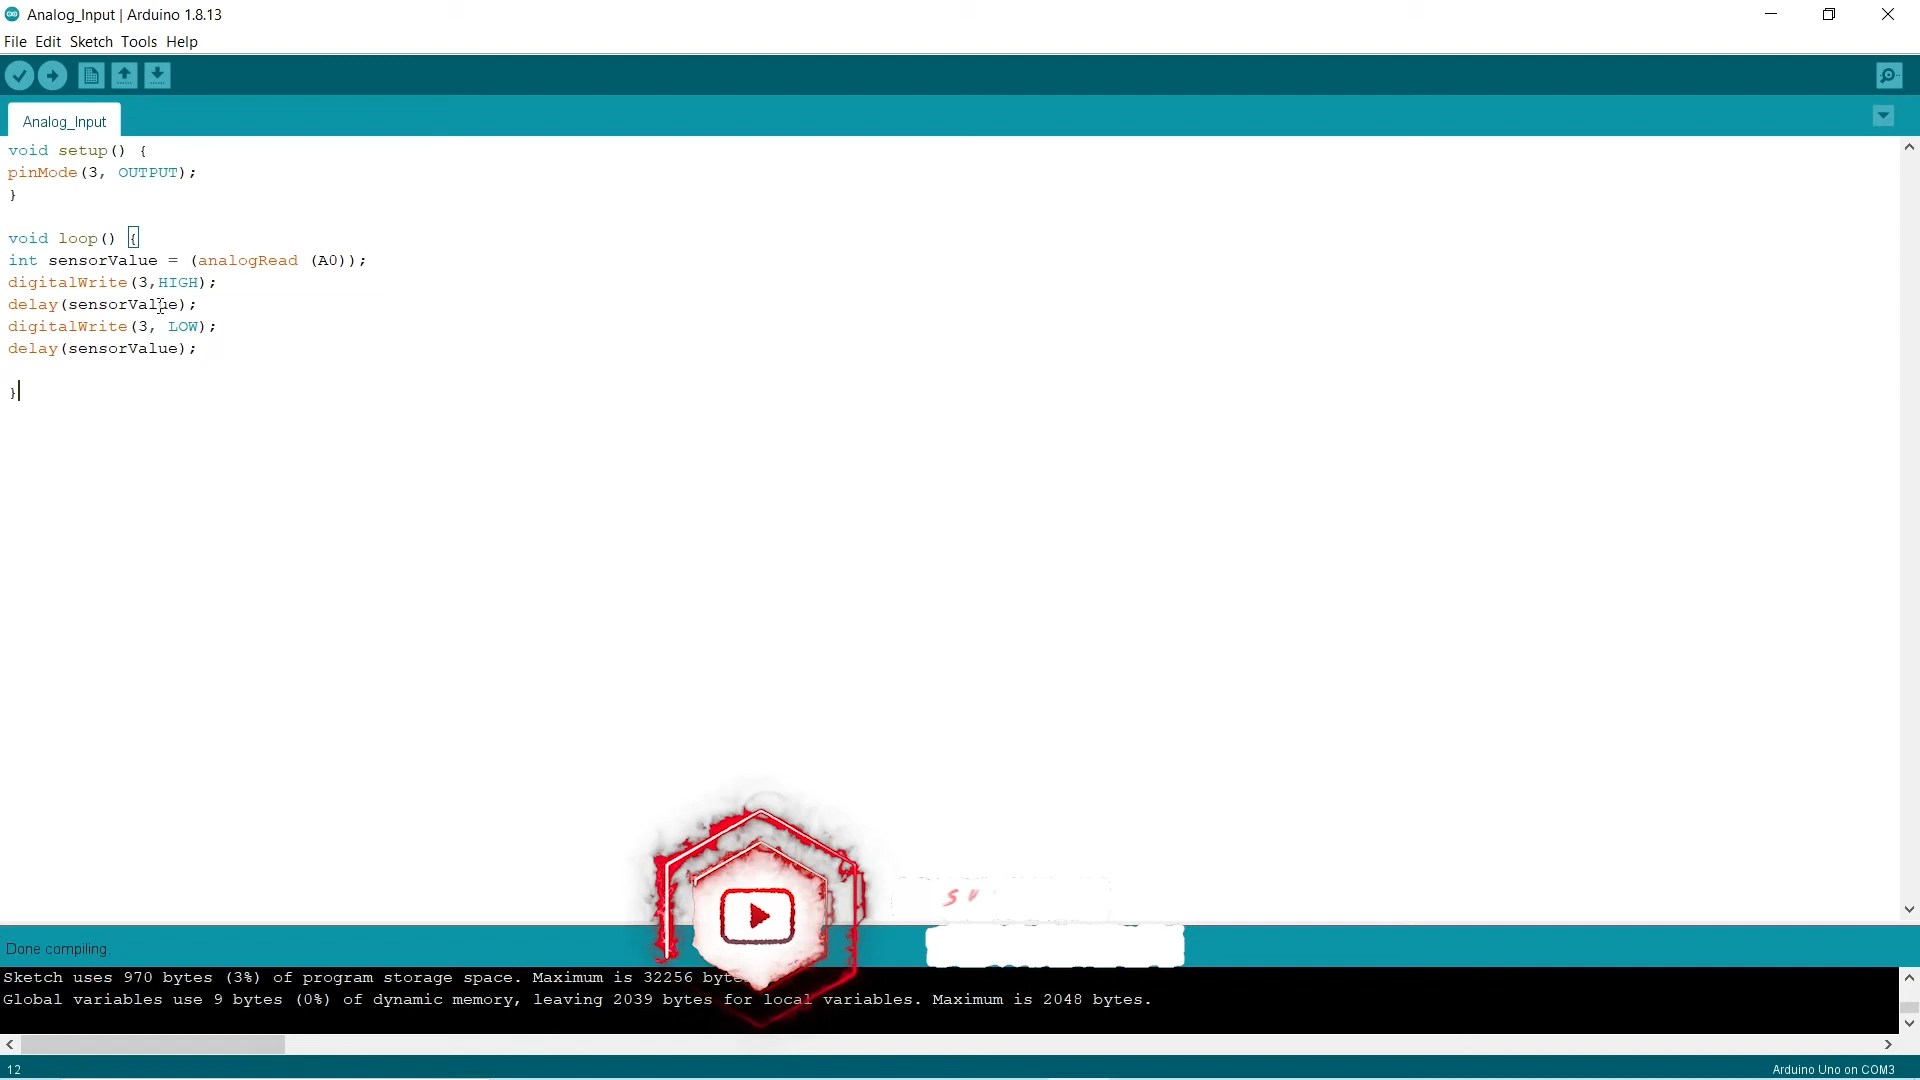 Analog_Input | Arduino 1.8.13
File Edit Sketch Tools Help
Analog_Input
void setup() {
pinMode(3, OUTPUT);
}
void loop() {
int sensorValue = (analogRead (A0));
digitalWrite(3,HIGH);
delay(sensorValue);
digitalWrite(3, LOW);
delay(sensorValue);
}
S U
Done compiling.
Sketch uses 970 bytes (3%) of program storage space. Maximum is 32256
Global variables use 9 bytes (0%) of dynamic memory, leaving 2039 bytes for local variables. Maximum is 2048 bytes.
12
Arduino Uno on COM3